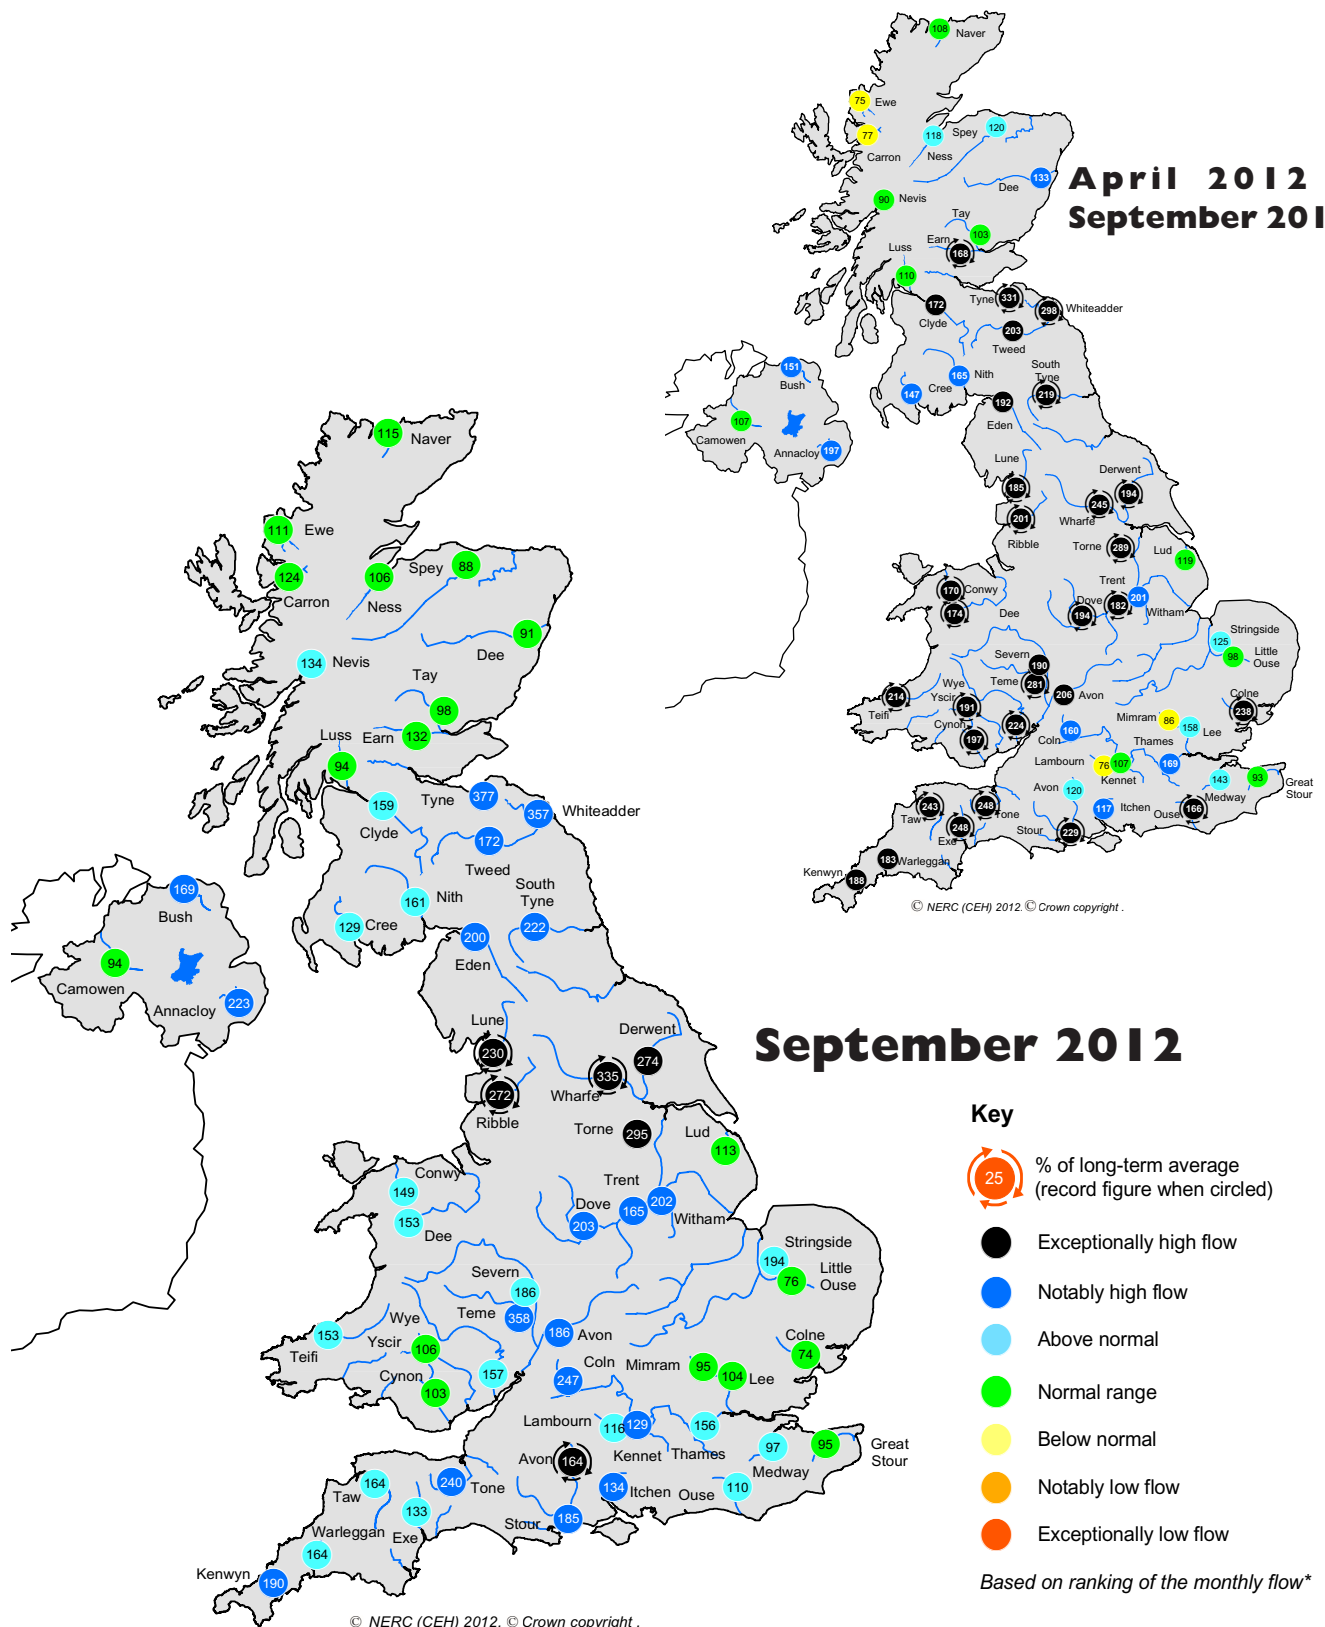 108
Naver
75
Ewe
77
Carron
118
Ness
Spey
120
Dee
133
April 2012
September 201
90
Nevis
Tay
103
Earn
168
Luss
110
172
Clyde
Tyne
331
298
Whiteadder
203
Tweed
151
Bush
107
Camowen
Annacloy
197
165
Nith
147
Cree
South
Tyne
219
192
Eden
Lune
185
201
Ribble
Derwent
194
245
Wharfe
Torne
289
Lud
119
170
Conwy
174
Dee
Trent
201
Dove
182
194
Witham
Stringside
125
98
Little
Ouse
Severn
190
Teme
281
206
Avon
Wye
Yscir
191
214
Teifi
Cynon
197
224
Colne
238
Mimram
86
158
Lee
160
Coln
Thames
169
Lambourn
76
107
Kennet
143
Medway
93
Great
Stour
Avon
120
117
Itchen
Ouse
166
243
Taw
248
Tone
248
Exe
Stour
229
183
Warleggan
Kenwyn
188
© NERC (CEH) 2012. © Crown copyright .
115
Naver
111
Ewe
124
Carron
106
Ness
Spey
88
91
Dee
134
Nevis
Tay
98
Earn
132
Luss
94
159
Clyde
Tyne
377
357
Whiteadder
172
Tweed
169
Bush
94
Camowen
Annacloy
223
161
Nith
129
Cree
South
Tyne
222
200
Eden
Lune
230
272
Ribble
Derwent
274
335
Wharfe
September 2012
Torne
295
Lud
113
Conwy
149
153
Dee
Trent
202
Dove
165
203
Witham
Stringside
194
76
Little
Ouse
Severn
186
Teme
358
186
Avon
Wye
Yscir
106
153
Teifi
Cynon
103
157
Colne
74
Mimram
95
104
Lee
Coln
247
Lambourn
116
129
Kennet
156
Thames
97
Medway
95
Great
Stour
Avon
164
134
Itchen
Ouse
110
164
Taw
240
Tone
133
Exe
Stour
185
Warleggan
164
Kenwyn
190
© NERC (CEH) 2012. © Crown copyright .
Key
25
% of long-term average
(record figure when circled)
Exceptionally high flow
Notably high flow
Above normal
Normal range
Below normal
Notably low flow
Exceptionally low flow
Based on ranking of the monthly flow*